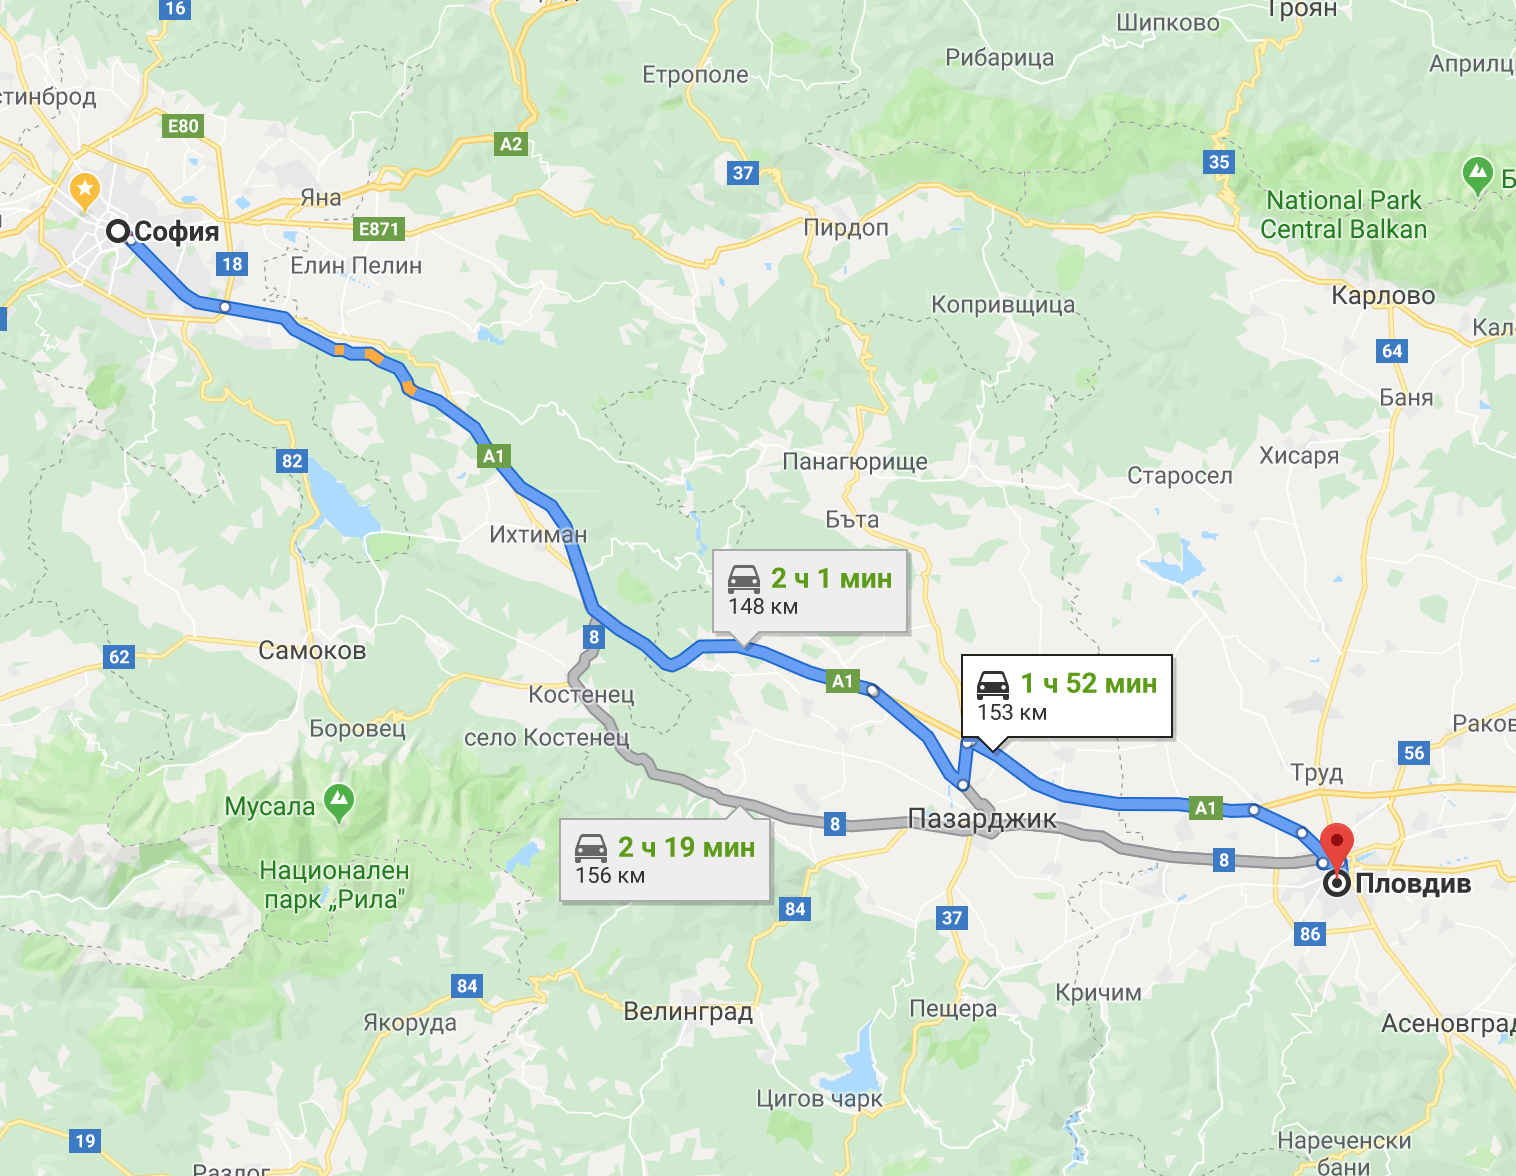 16
Троян
Шипково
Рибарица
Етрополе
Априлц
стинброд
E80
A2
37
35
Яна
National Park
Central Balkan
Б
София
E871
Пирдоп
18
Елин Пелин
Копривщица
Карлово
Кал
64
Баня
A1
82
Панагюрище
Хисаря
Старосел
Бъта
Ихтиман
2 ч 1 мин
148 км
8
62
Самоков
A1
1 ч 52 мин
153 км
Костенец
Боровец
село Костенец
Раков
56
Труд
Мусала
A1
8
Пазарджик
2 ч 19 мин
156 км
8
Национален
парк „Рила"
Пловдив
84
37
86
84
Кричим
Велинград
Пещера
Якоруда
Асеновград
Цигов чарк
19
Нареченски
бани
Разлог